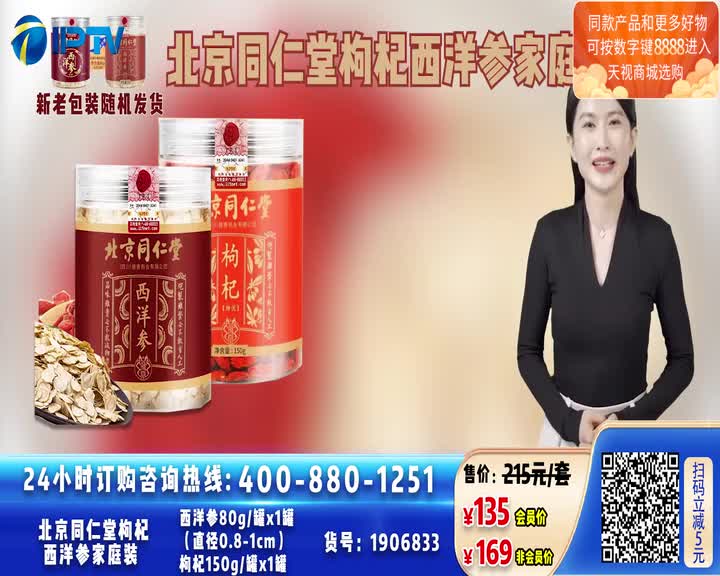 IPTV
新老包装随机发货
北京同仁堂枸杞西洋参家庭
同款产品和更多好物
可按数字键8888进入
天视商城选购
北京同仁堂
西洋参
北京同仁堂
枸杞
净含量:150g
24小时订购咨询热线:400-880-1251
北京同仁堂枸杞
西洋参家庭装
西洋参80g/罐x1罐
(直径0.8-1cm)
枸杞150g/罐x1罐
货号:1906833
售价:215元/套
¥135 会员价
¥169 非会员价
扫码立减5元